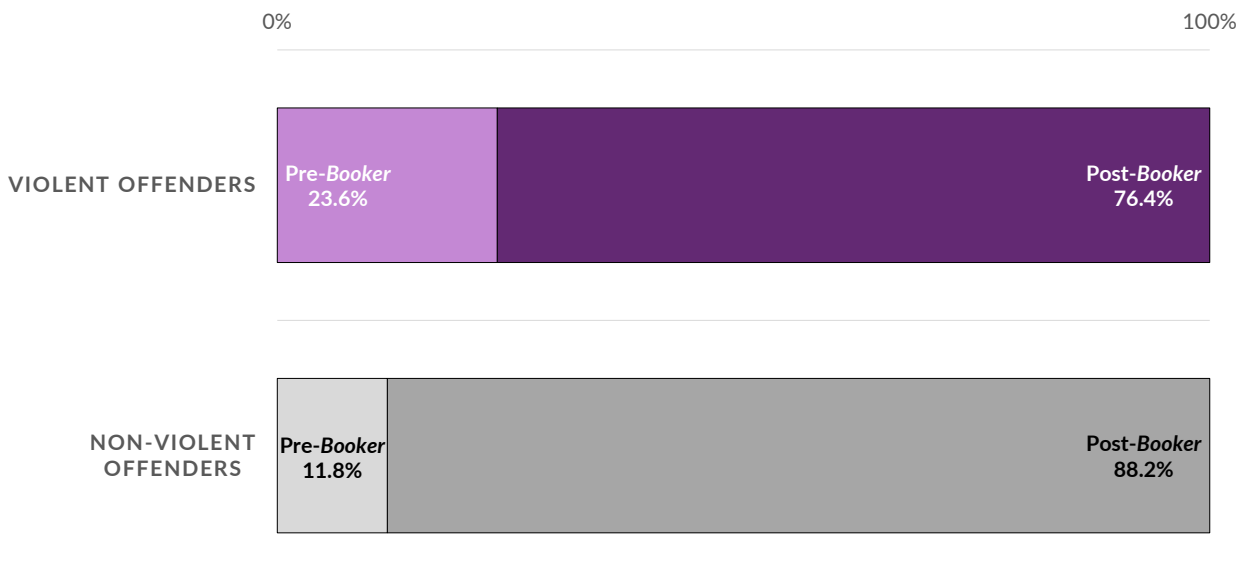 0% 100%
VIOLENT OFFENDERS
Pre-Booker
23.6%
Post-Booker
76.4%
NON-VIOLENT
OFFENDERS
Pre-Booker
11.8%
Post-Booker
88.2%